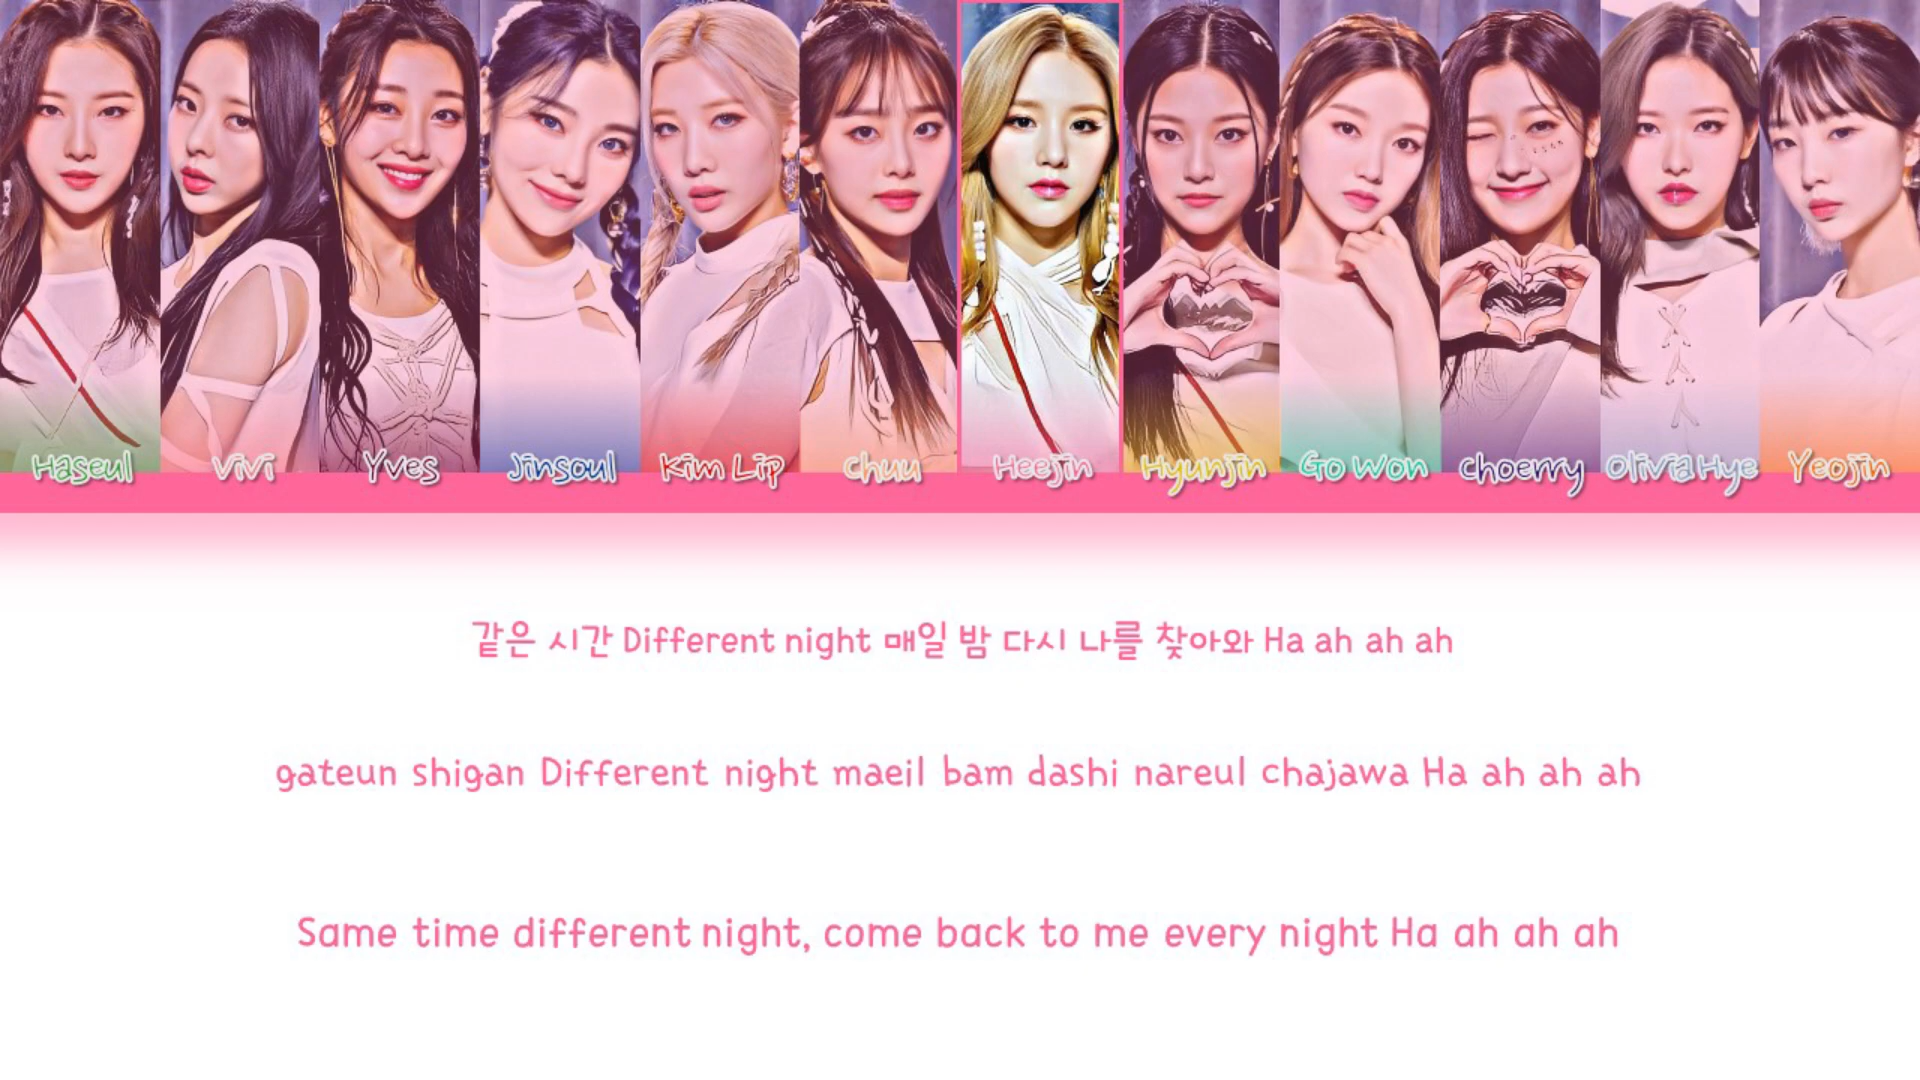 Haseul ViVi Yves Jinsoul Kim Lip Chuu Heejin Hyunjin Go Won Choerry Olivia Hye Yeojin
같은 시간 Different night 매일 밤 다시 나를 찾아와 Ha ah ah ah
gateun shigan Different night maeil bam dashi nareul chajawa Ha ah ah ah
Same time different night, come back to me every night Ha ah ah ah